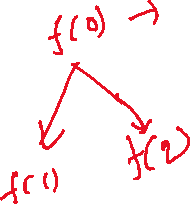 f(0) →
f(1) f(2)